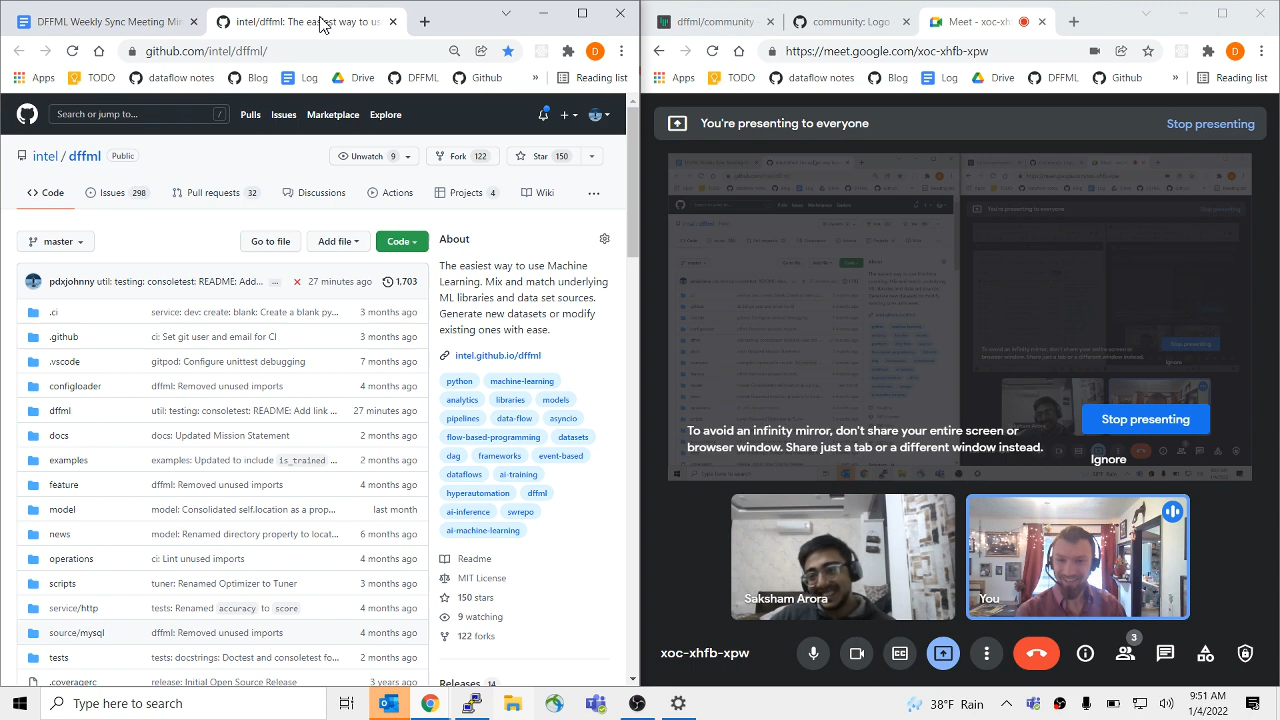 DFFML Weekly Sync Meeting Mi
intel/dffml: The easiest way to us
github.com/intel/dffml/
Apps
TODO
dataflow notes
Blog
Log
Drive
DFFML
Github
»
Reading list
Search or jump to...
/
Pulls
Issues
Marketplace
Explore
intel / dffml
Public
Unwatch 9
Fork 122
Star 150
Code
Issues 298
Pull requests 32
Discussions
Actions
Projects 4
Wiki
master
Go to file
Add file
Code
pdxjohnny util: testing: consoletest: README: Add... ... 27 minutes ago 1,703
.ci service: dev: create: blank: Create a blank py... 3 months ago
.github ci: Set git user and email for CI 3 months ago
configloader dffml: Removed unused imports 4 months ago
dffml util: testing: consoletest: README: Add link ... 27 minutes ago
docs docs: Updated Mission Statement 2 months ago
examples examples: Updated to include is_trained ... 2 months ago
feature dffml: Removed unused imports 4 months ago
model model: Consolidated self.location as a prop... last month
news model: Renamed directory property to locat... 6 months ago
operations ci: Lint unused imports 4 months ago
scripts tuner: Renamed Optimizer to Tuner 3 months ago
service/http tests: Renamed accuracy to score 4 months ago
source/mysql dffml: Removed unused imports 4 months ago
tests tests: docstrings: Doctest and consoletest fo... 2 months ago
.coveragerc release: Initial Open Source Release 3 years ago
About
The easiest way to use Machine
Learning. Mix and match underlying
ML libraries and data set sources.
Generate new datasets or modify
existing ones with ease.
intel.github.io/dffml
python machine-learning
analytics libraries models
pipelines data-flow asyncio
flow-based-programming datasets
dag frameworks event-based
dataflows ai-training
hyperautomation dffml
ai-inference swrepo
ai-machine-learning
Readme
MIT License
150 stars
9 watching
122 forks
Releases 14
dffml/community
community: Logo
Meet - xoc-xh
https://meet.google.com/xoc-xhfb-xpw
Apps
TODO
dataflow notes
Blog
Log
Drive
DFFML
Github
»
Reading list
You're presenting to everyone
Stop presenting
To avoid an infinity mirror, don't share your entire screen or
browser window. Share just a tab or a different window instead.
Stop presenting
Ignore
Saksham Arora
You
xoc-xhfb-xpw
3
Type here to search
38°F Rain
9:51 AM
1/4/2022